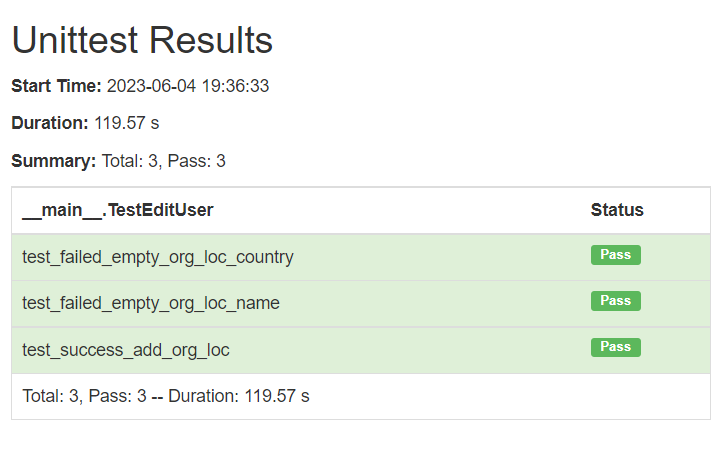 Unittest Results
Start Time: 2023-06-04 19:36:33
Duration: 119.57 s
Summary: Total: 3, Pass: 3
__main__.TestEditUser Status
test_failed_empty_org_loc_country Pass
test_failed_empty_org_loc_name Pass
test_success_add_org_loc Pass
Total: 3, Pass: 3 -- Duration: 119.57 s